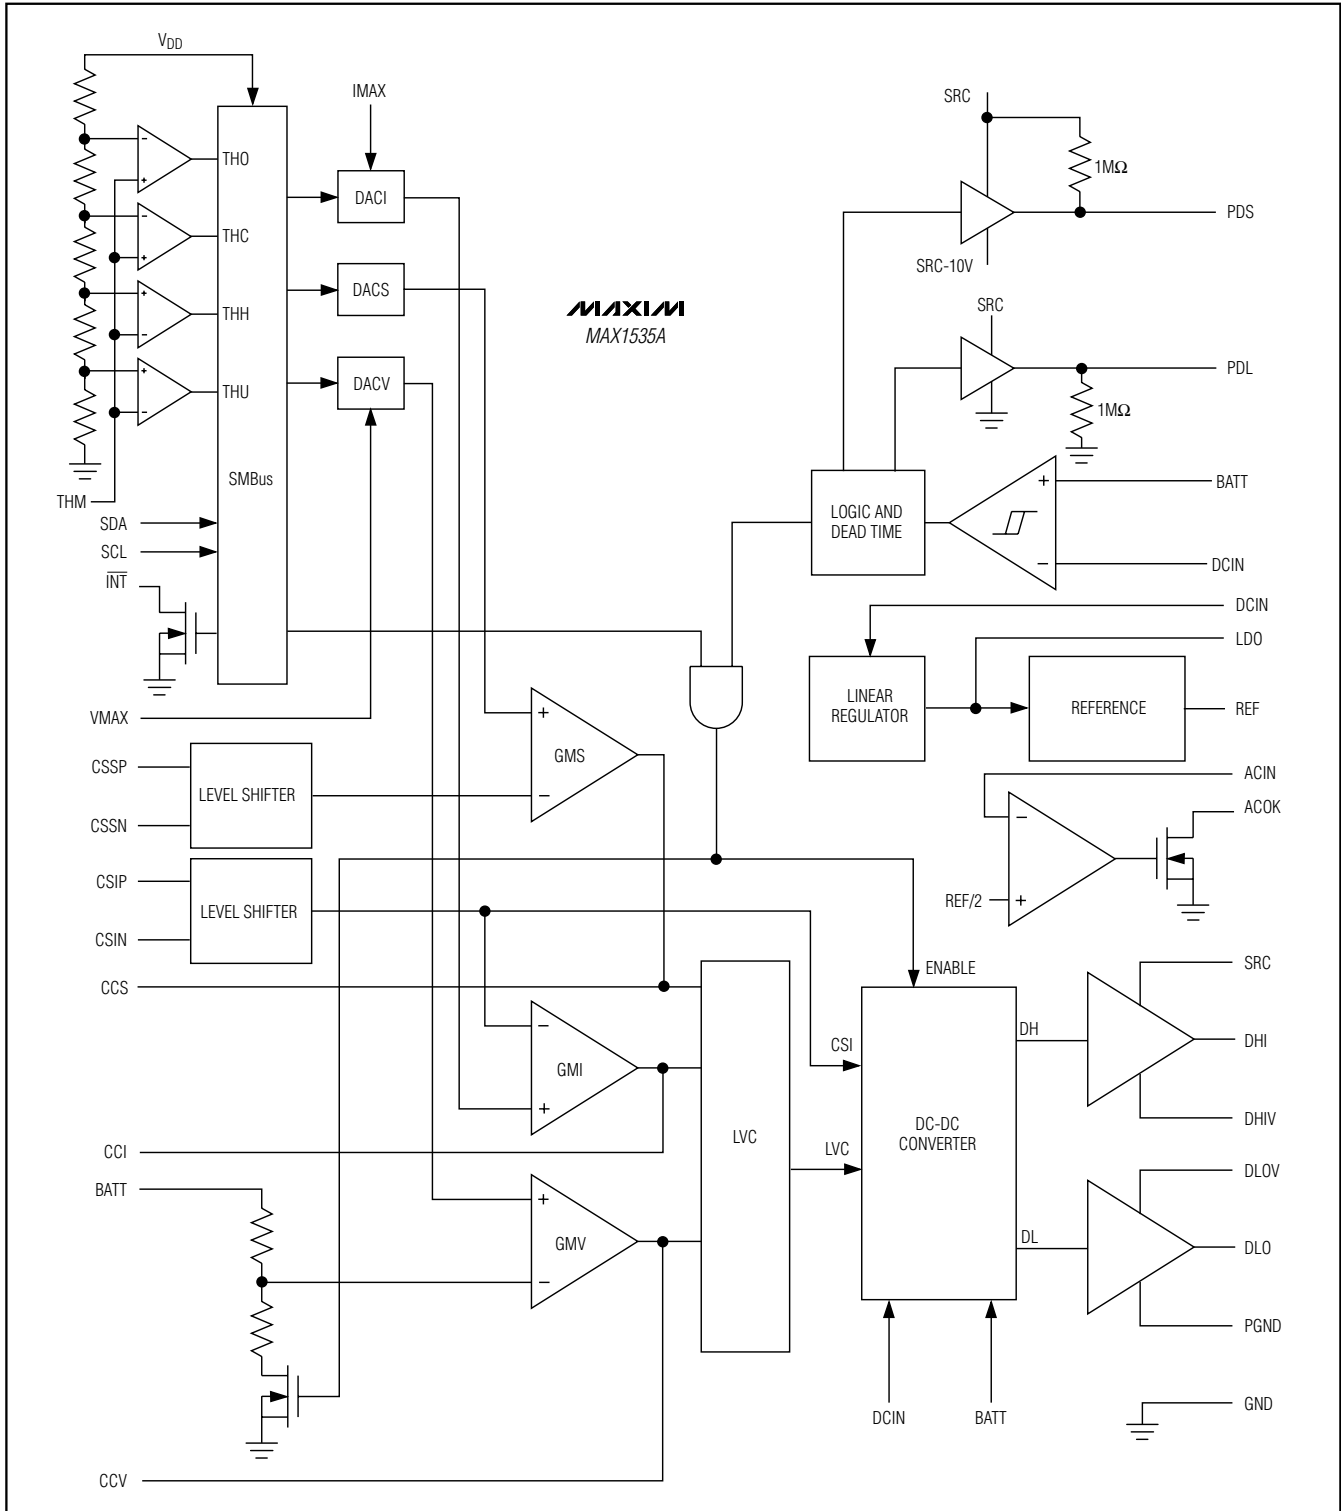 VDD
IMAX
SRC
THO
DACI
1MΩ
THC
PDS
SRC-10V
DACS
THH
MAXIM
MAX1535A
SRC
DACV
THU
PDL
1MΩ
SMBus
THM
SDA
SCL
INT
LOGIC AND
DEAD TIME
BATT
DCIN
DCIN
LDO
LINEAR
REGULATOR
REFERENCE
REF
VMAX
GMS
CSSP
CSSN
LEVEL SHIFTER
ACIN
ACOK
REF/2
CSIP
CSIN
LEVEL SHIFTER
CCS
ENABLE
SRC
DH
DHI
DHIV
CSI
GMI
LVC
DC-DC
CONVERTER
LVC
CCI
BATT
GMV
DLOV
DL
DLO
PGND
DCIN
BATT
GND
CCV